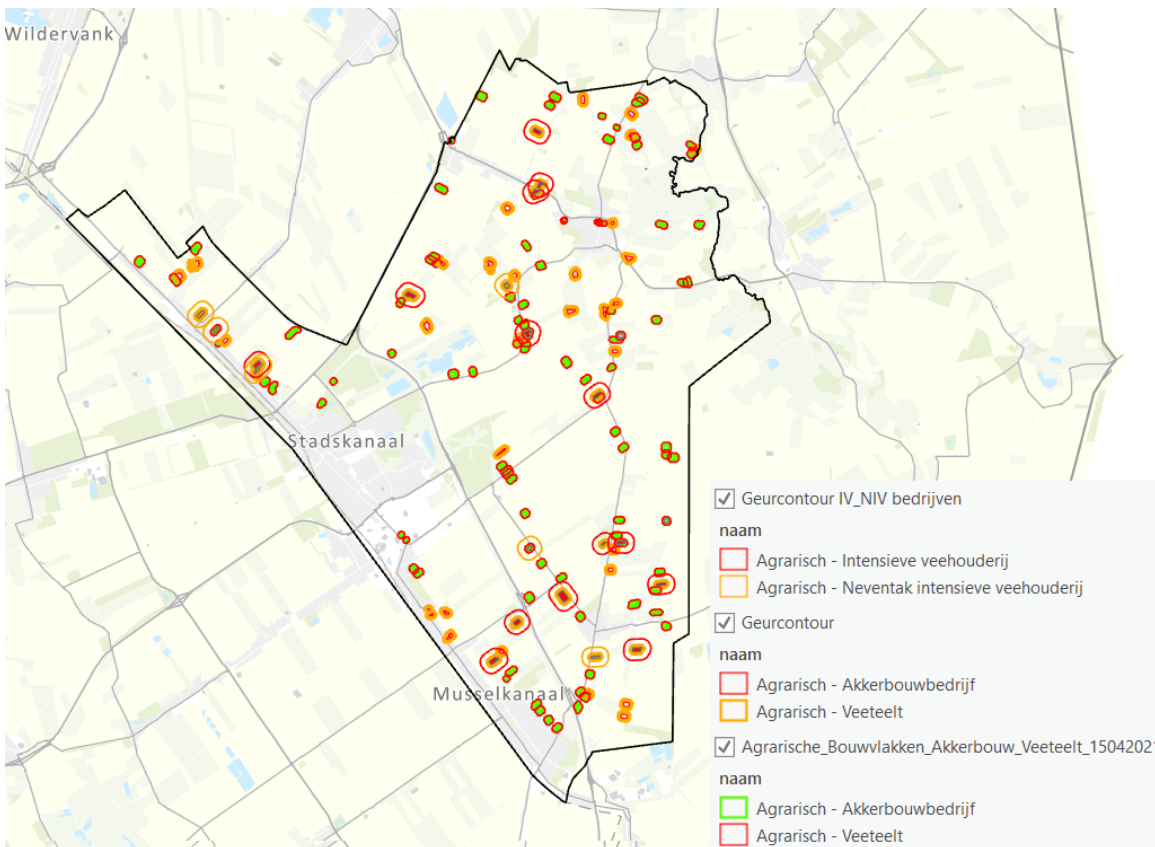 Wildervank
Stadskanaal
Musselkanaal
Geurcontour IV_NIV bedrijven
naam
Agrarisch - Intensieve veehouderij
Agrarisch - Neventak intensieve veehouderij
Geurcontour
naam
Agrarisch - Akkerbouwbedrijf
Agrarisch - Veeteelt
Agrarische_Bouwvlakken_Akkerbouw_Veeteelt_15042021
naam
Agrarisch - Akkerbouwbedrijf
Agrarisch - Veeteelt